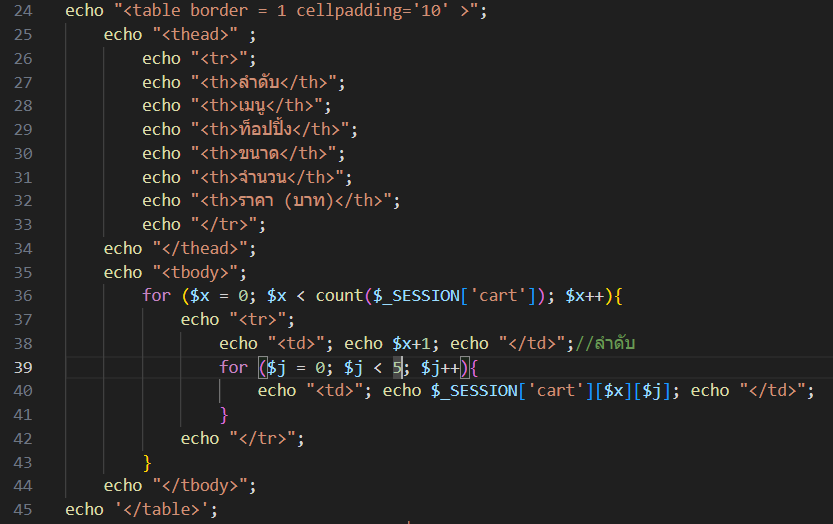 24 echo "<table border = 1 cellpadding='10' >";
25 echo "<thead>" ;
26 echo "<tr>";
27 echo "<th>ลำดับ</th>";
28 echo "<th>เมนู</th>";
29 echo "<th>ท็อปปิ้ง</th>";
30 echo "<th>ขนาด</th>";
31 echo "<th>จำนวน</th>";
32 echo "<th>ราคา (บาท)</th>";
33 echo "</tr>";
34 echo "</thead>";
35 echo "<tbody>";
36 for ($x = 0; $x < count($_SESSION['cart']); $x++){
37 echo "<tr>";
38 echo "<td>"; echo $x+1; echo "</td>";//ลำดับ
39 for ($j = 0; $j < 5; $j++){
40 echo "<td>"; echo $_SESSION['cart'][$x][$j]; echo "</td>";
41 }
42 echo "</tr>";
43 }
44 echo "</tbody>";
45 echo '</table>';